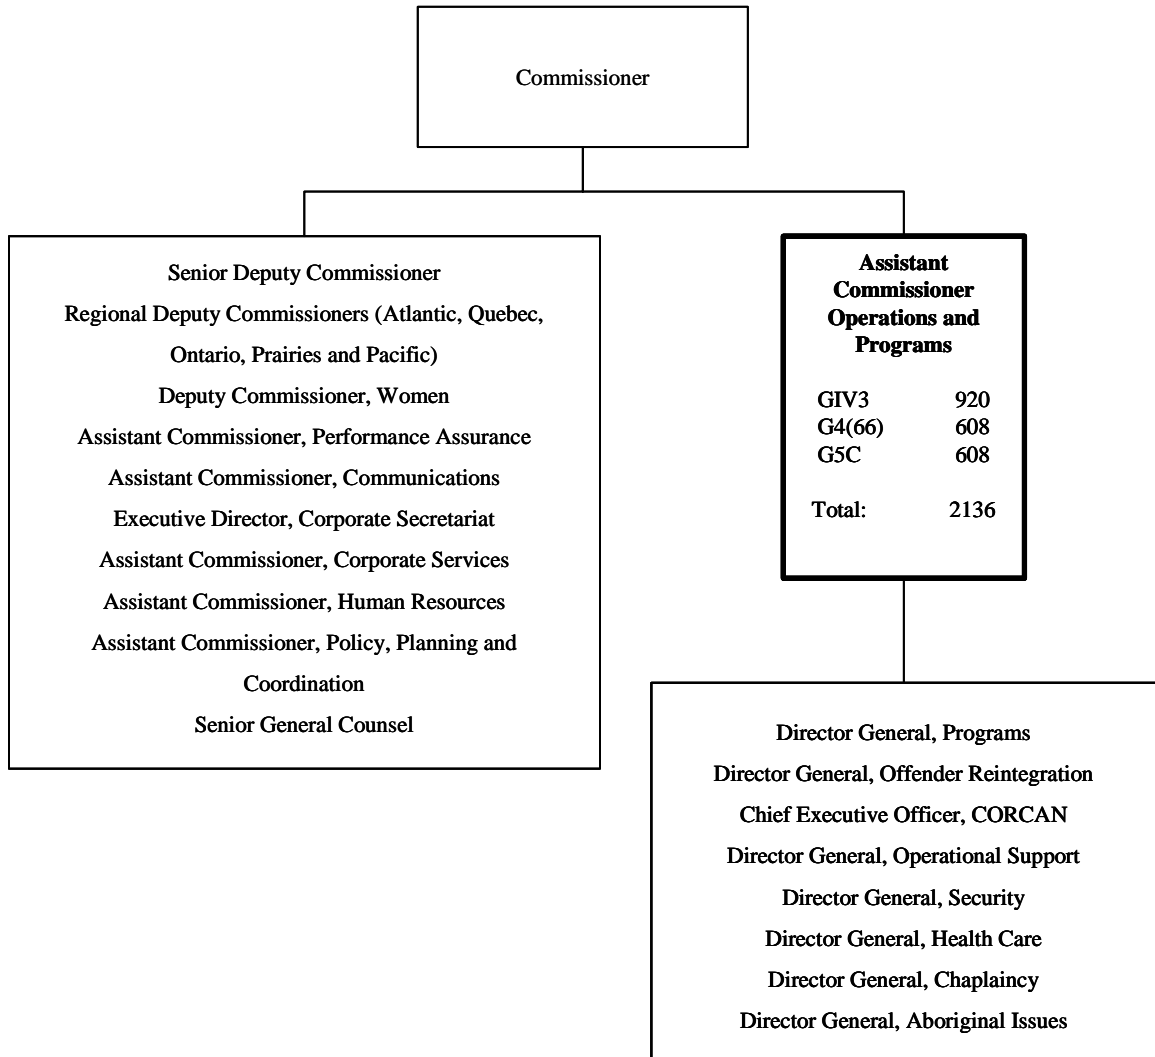 Commissioner
Senior Deputy Commissioner
Regional Deputy Commissioners (Atlantic, Quebec,
Ontario, Prairies and Pacific)
Deputy Commissioner, Women
Assistant Commissioner, Performance Assurance
Assistant Commissioner, Communications
Executive Director, Corporate Secretariat
Assistant Commissioner, Corporate Services
Assistant Commissioner, Human Resources
Assistant Commissioner, Policy, Planning and
Coordination
Senior General Counsel
Assistant
Commissioner
Operations and
Programs
GIV3 920
G4(66) 608
G5C 608
Total: 2136
Director General, Programs
Director General, Offender Reintegration
Chief Executive Officer, CORCAN
Director General, Operational Support
Director General, Security
Director General, Health Care
Director General, Chaplaincy
Director General, Aboriginal Issues